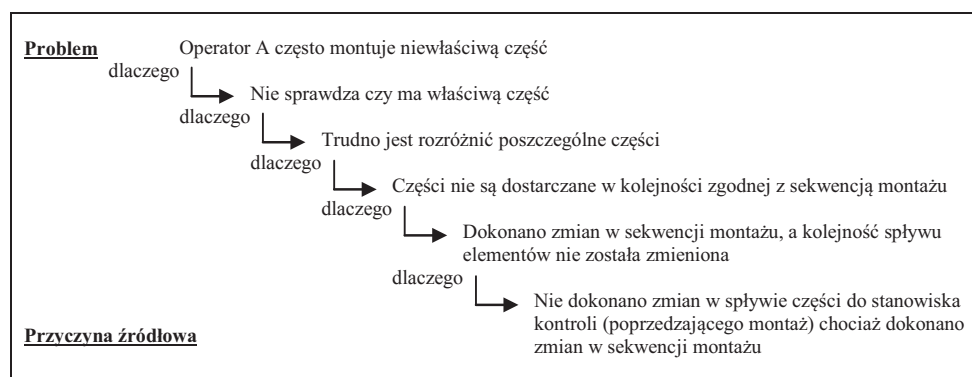 Problem Operator A często montuje niewłaściwą część
dlaczego
Nie sprawdza czy ma właściwą część
dlaczego
Trudno jest rozróżnić poszczególne części
dlaczego
Części nie są dostarczane w kolejności zgodnej z sekwencją montażu
dlaczego
Dokonano zmian w sekwencji montażu, a kolejność spływu
elementów nie została zmieniona
dlaczego
Nie dokonano zmian w spływie części do stanowiska
kontroli (poprzedzającego montaż) chociaż dokonano
zmian w sekwencji montażu
Przyczyna źródłowa